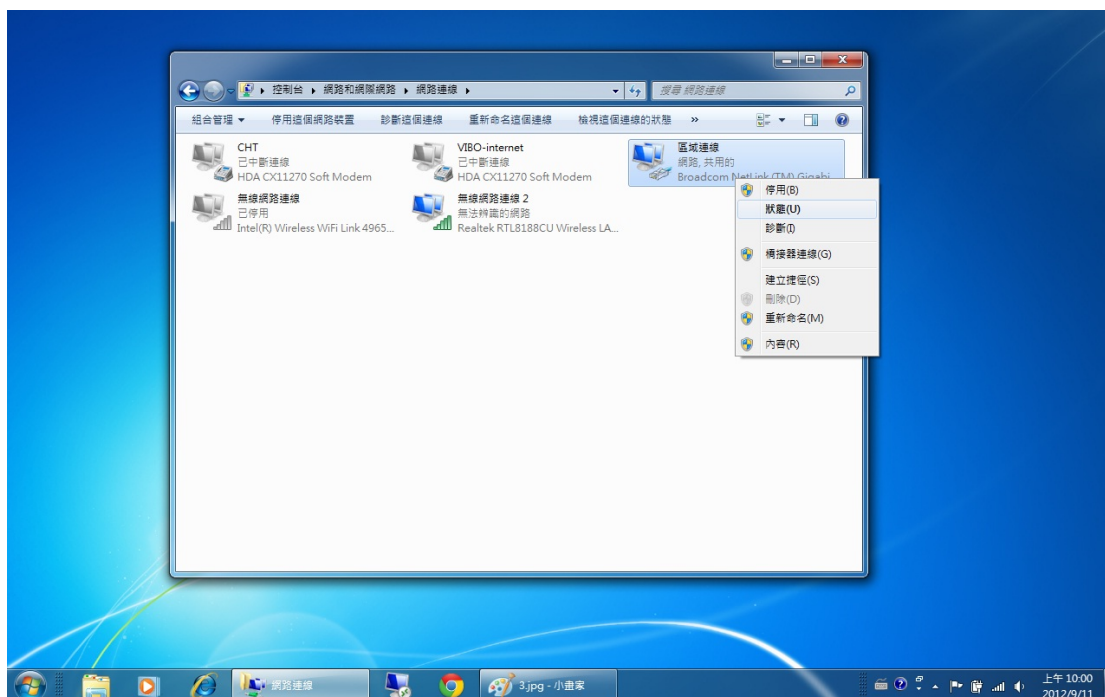 控制台 ▸ 網路和網際網路 ▸ 網路連線 ▸
搜尋 網路連線
組合管理 ▼ 停用這個網路裝置 診斷這個連線 重新命名這個連線 檢視這個連線的狀態 »
CHT
已中斷連線
HDA CX11270 Soft Modem
VIBO-internet
已中斷連線
HDA CX11270 Soft Modem
區域連線
網路, 共用的
Broadcom NetLink (TM) Gigabi...
無線網路連線
已停用
Intel(R) Wireless WiFi Link 4965...
無線網路連線 2
無法辨識的網路
Realtek RTL8188CU Wireless LA...
停用(B)
狀態(U)
診斷(I)
橋接器連線(G)
建立捷徑(S)
刪除(D)
重新命名(M)
內容(R)
網路連線
3.jpg - 小畫家
上午 10:00
2012/9/11